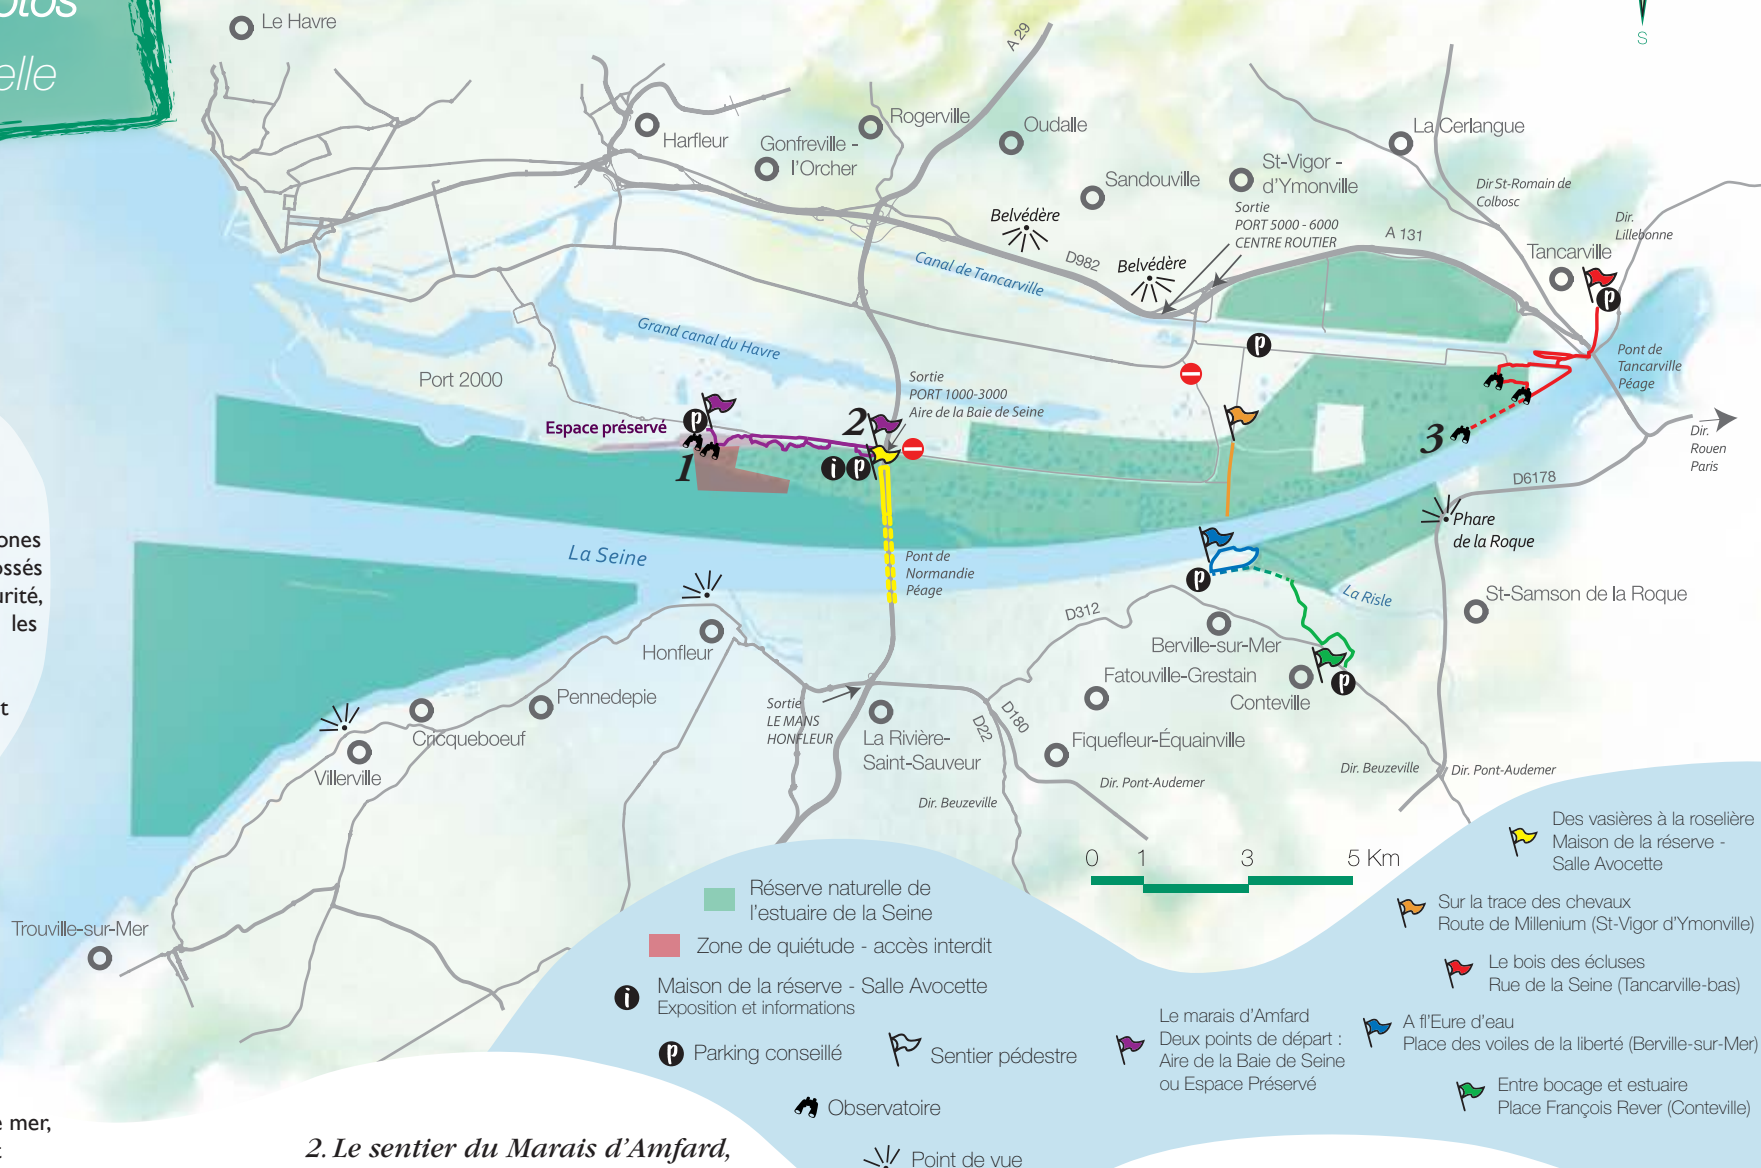 otos
elle
S
Le Havre
A 29
Harfleur
Gonfreville -
l'Orcher
Rogerville
Oudalle
Sandouville
St-Vigor -
d'Ymonville
La Cerlangue
Dir St-Romain de
Colbosc
Dir.
Lillebonne
Tancarville
Belvédère
Sortie
PORT 5000 - 6000
CENTRE ROUTIER
A 131
D982
Belvédère
Canal de Tancarville
Grand canal du Havre
Port 2000
Sortie
PORT 1000-3000
Aire de la Baie de Seine
Pont de
Tancarville
Péage
Espace préservé
1
2
3
Dir.
Rouen
Paris
D6178
Phare
de la Roque
ones
ossés
urité,
les
t
La Seine
Pont de
Normandie
Péage
La Risle
St-Samson de la Roque
D312
Berville-sur-Mer
Honfleur
Fatouville-Grestain
Conteville
Pennedepie
Cricqueboeuf
Villerville
Sortie
LE MANS
HONFLEUR
La Rivière-
Saint-Sauveur
D22
D180
Fiquefleur-Équainville
Dir. Pont-Audemer
Dir. Beuzeville
Dir. Beuzeville
Dir. Pont-Audemer
Trouville-sur-Mer
0 1 3 5 Km
Réserve naturelle de
l'estuaire de la Seine
Zone de quiétude - accès interdit
Maison de la réserve - Salle Avocette
Exposition et informations
Parking conseillé
Sentier pédestre
Observatoire
Point de vue
Le marais d'Amfard
Deux points de départ :
Aire de la Baie de Seine
ou Espace Préservé
Des vasières à la roselière
Maison de la réserve -
Salle Avocette
Sur la trace des chevaux
Route de Millenium (St-Vigor d'Ymonville)
Le bois des écluses
Rue de la Seine (Tancarville-bas)
A fl'Eure d'eau
Place des voiles de la liberté (Berville-sur-Mer)
Entre bocage et estuaire
Place François Rever (Conteville)
e mer,
t
2. Le sentier du Marais d'Amfard,